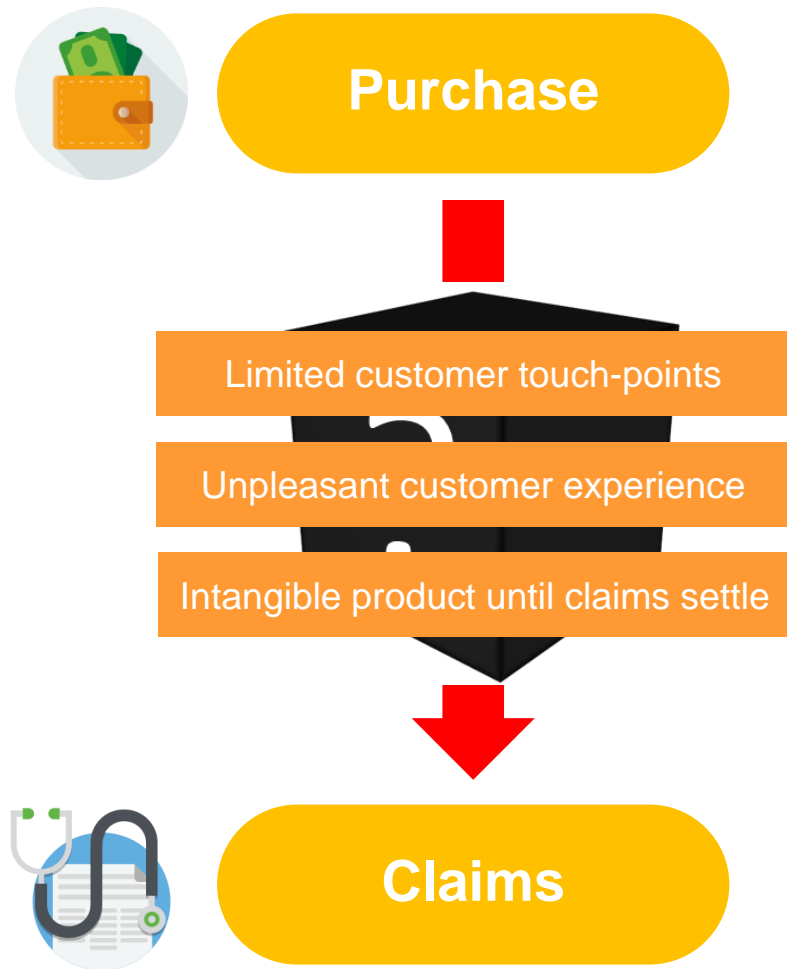 Purchase
Limited customer touch-points
Unpleasant customer experience
Intangible product until claims settle
Claims